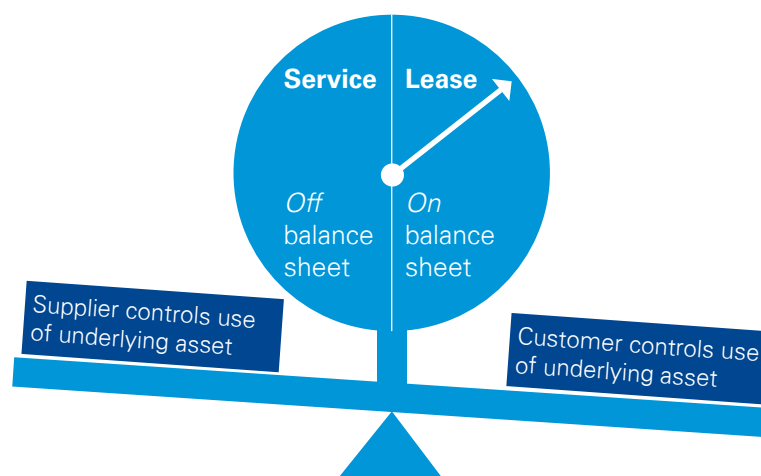 Service
Lease
Off
balance
sheet
On
balance
sheet
Supplier controls use
of underlying asset
Customer controls use
of underlying asset